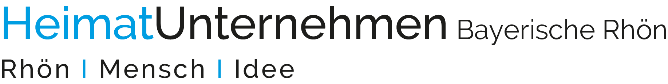 HeimatUnternehmen Bayerische Rhön
Rhön | Mensch | Idee